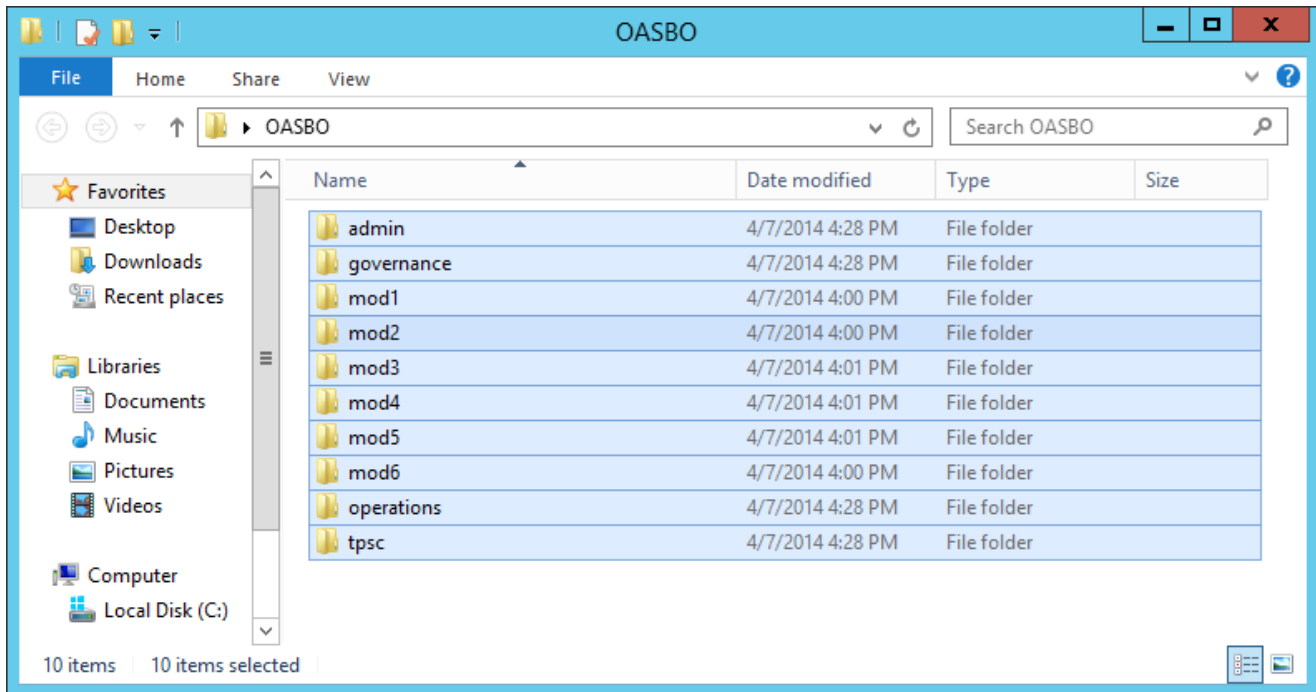 OASBO
File Home Share View
OASBO
Search OASBO
Name Date modified Type Size
Favorites
Desktop
Downloads
Recent places
Libraries
Documents
Music
Pictures
Videos
Computer
Local Disk (C:)
admin 4/7/2014 4:28 PM File folder
governance 4/7/2014 4:28 PM File folder
mod1 4/7/2014 4:00 PM File folder
mod2 4/7/2014 4:00 PM File folder
mod3 4/7/2014 4:01 PM File folder
mod4 4/7/2014 4:01 PM File folder
mod5 4/7/2014 4:01 PM File folder
mod6 4/7/2014 4:00 PM File folder
operations 4/7/2014 4:28 PM File folder
tpsc 4/7/2014 4:28 PM File folder
10 items 10 items selected